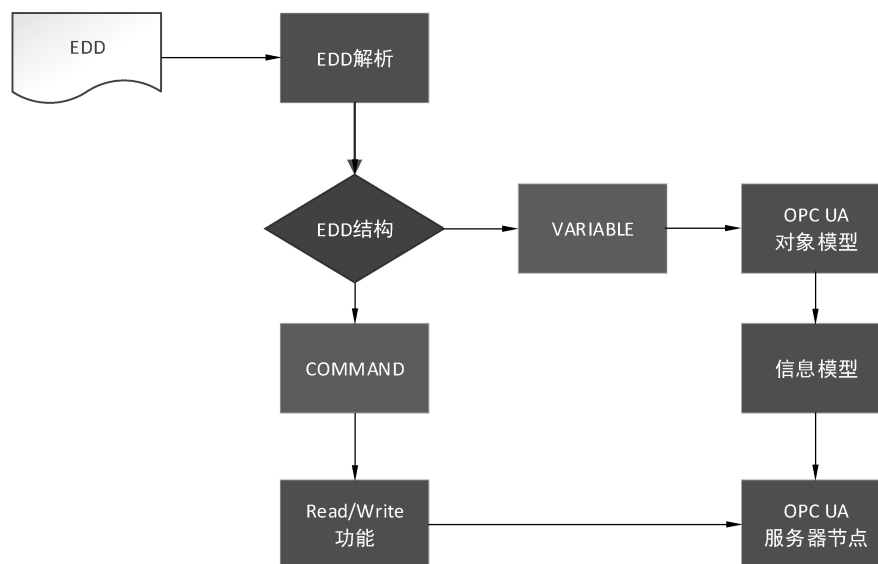 EDD
EDD解析
EDD结构
VARIABLE
OPC UA
对象模型
COMMAND
信息模型
Read/Write
功能
OPC UA
服务器节点